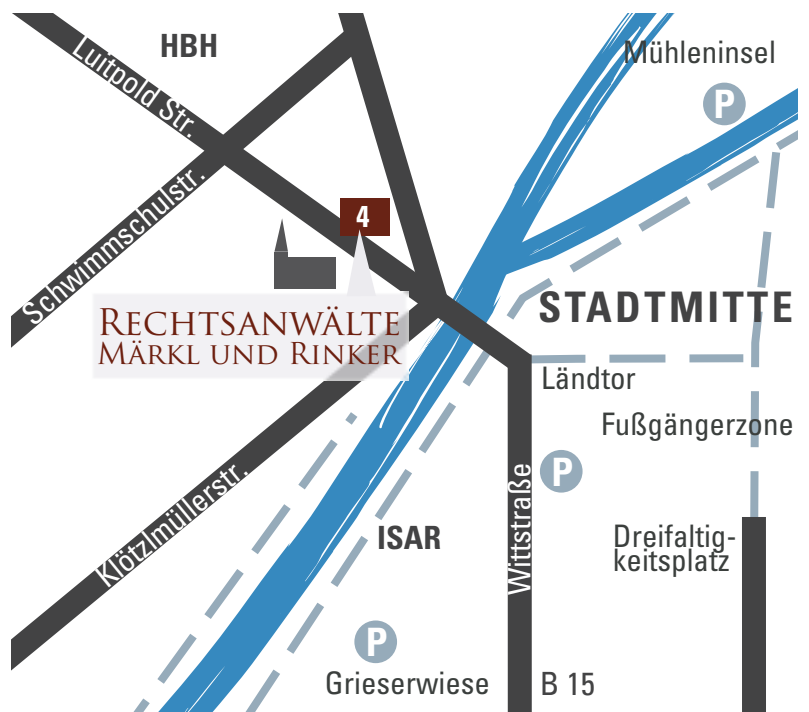 HBH
Mühleninsel
Luitpold Str.
P
Schwimmschulstr.
4
STADTMITTE
RECHTSANWÄLTE
MÄRKL UND RINKER
Ländtor
Fußgängerzone
P
Klötzlmüllerstr.
Wittstraße
ISAR
Dreifaltig-
keitsplatz
P
Grieserwiese
B 15